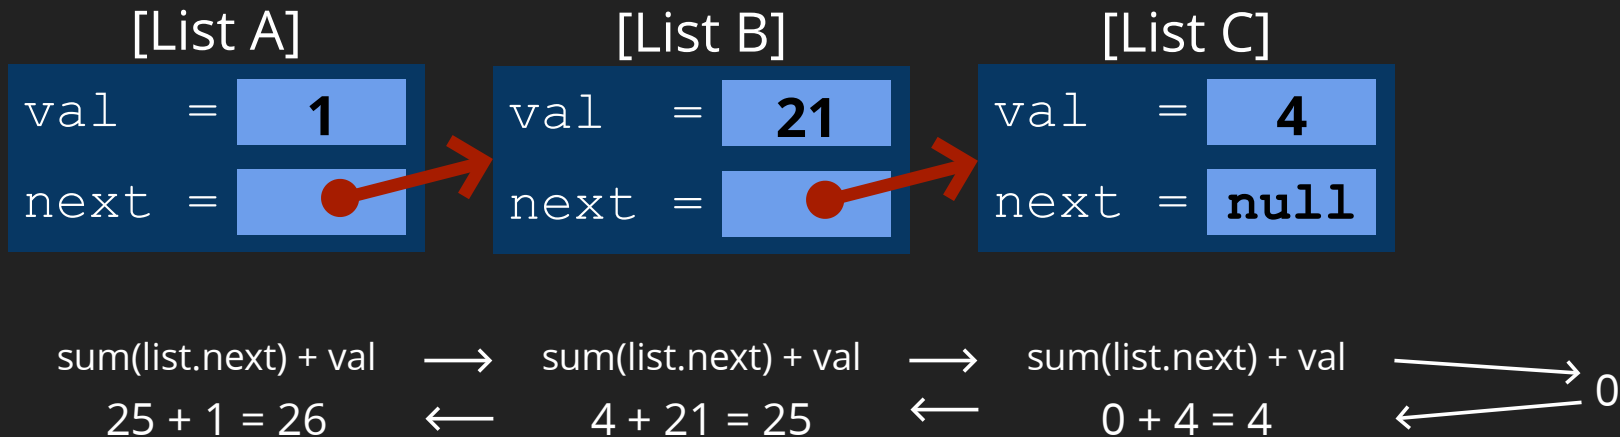 [List A] [List B] [List C]
val = 1 val = 21 val = 4
next = next = next = null
sum(list.next) + val sum(list.next) + val sum(list.next) + val
0
25 + 1 = 26 4 + 21 = 25 0 + 4 = 4